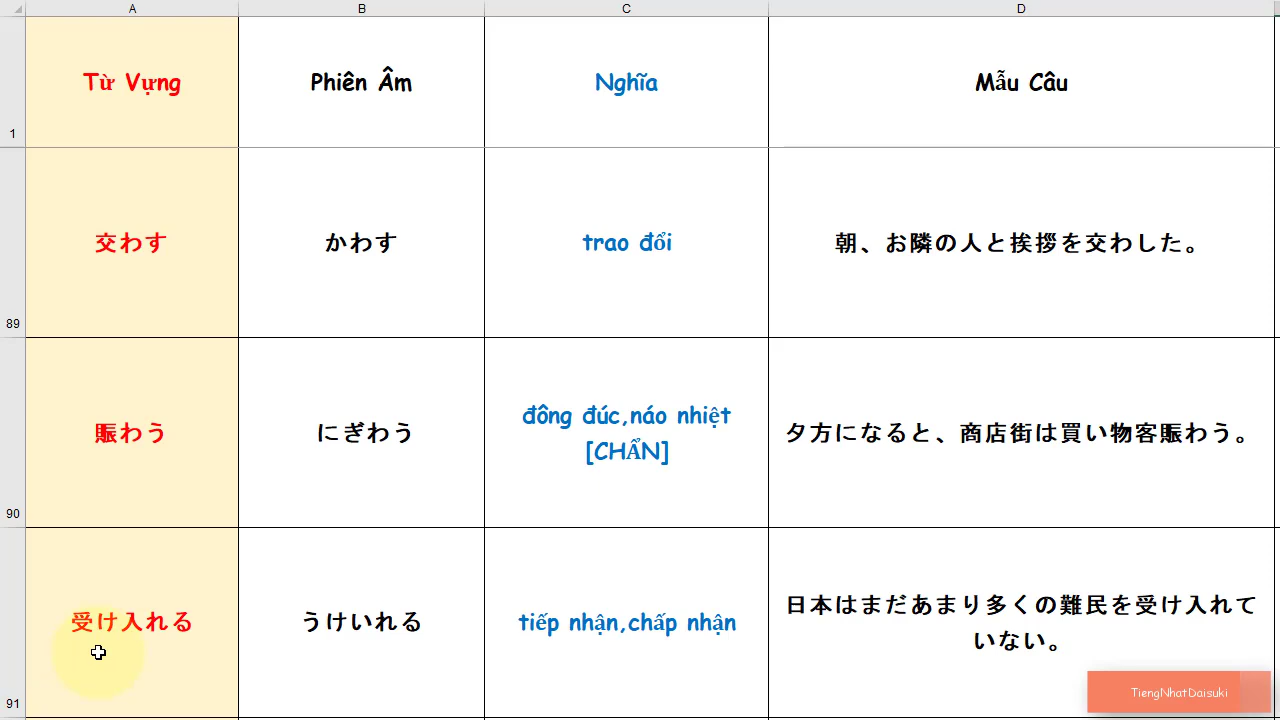 A B C D
1 Từ Vựng Phiên Âm Nghĩa Mẫu Câu
89 交わす かわす trao đổi 朝、お隣の人と挨拶を交わした。
90 賑わう にぎわう đông đúc,náo nhiệt
[CHẨN] 夕方になると、商店街は買い物客賑わう。
91 受け入れる うけいれる tiếp nhận,chấp nhận 日本はまだあまり多くの難民を受け入れて
いない。
TiengNhatDaisuki